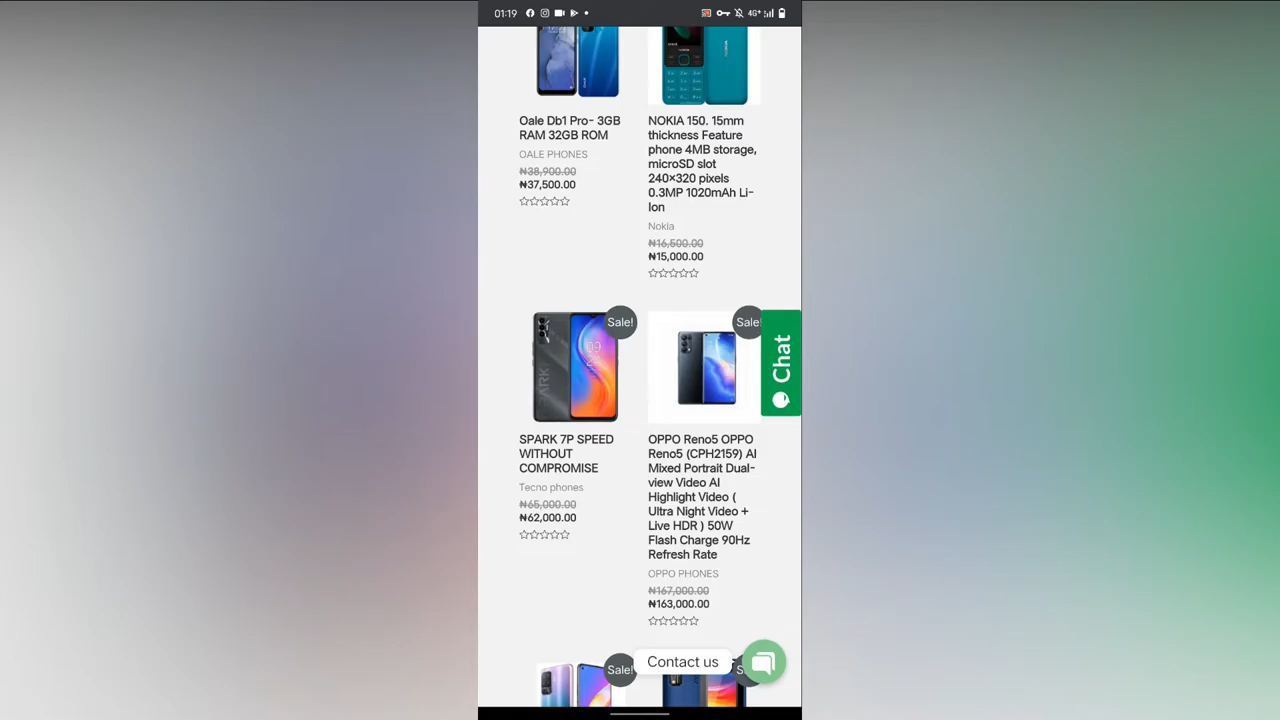 01:19
4G+
Oale Db1 Pro- 3GB
RAM 32GB ROM
OALE PHONES
₦38,900.00
₦37,500.00
NOKIA 150. 15mm
thickness Feature
phone 4MB storage,
microSD slot
240×320 pixels
0.3MP 1020mAh Li-
Ion
Nokia
₦16,500.00
₦15,000.00
Sale!
SPARK 7P SPEED
WITHOUT
COMPROMISE
Tecno phones
₦65,000.00
₦62,000.00
Sale!
OPPO Reno5 OPPO
Reno5 (CPH2159) AI
Mixed Portrait Dual-
view Video AI
Highlight Video (
Ultra Night Video +
Live HDR ) 50W
Flash Charge 90Hz
Refresh Rate
OPPO PHONES
₦167,000.00
₦163,000.00
Chat
Sale!
Contact us